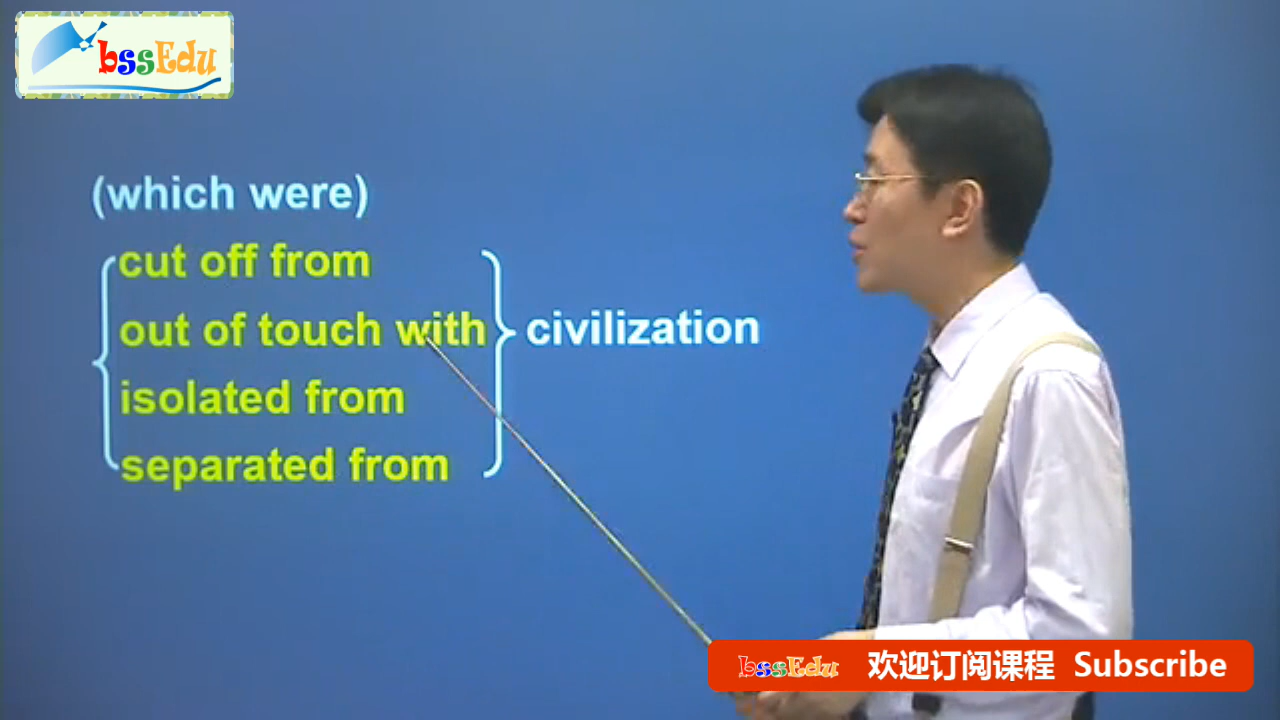 bssEdu
(which were)
cut off from
out of touch with
isolated from
separated from
civilization
bssEdu 欢迎订阅课程 Subscribe